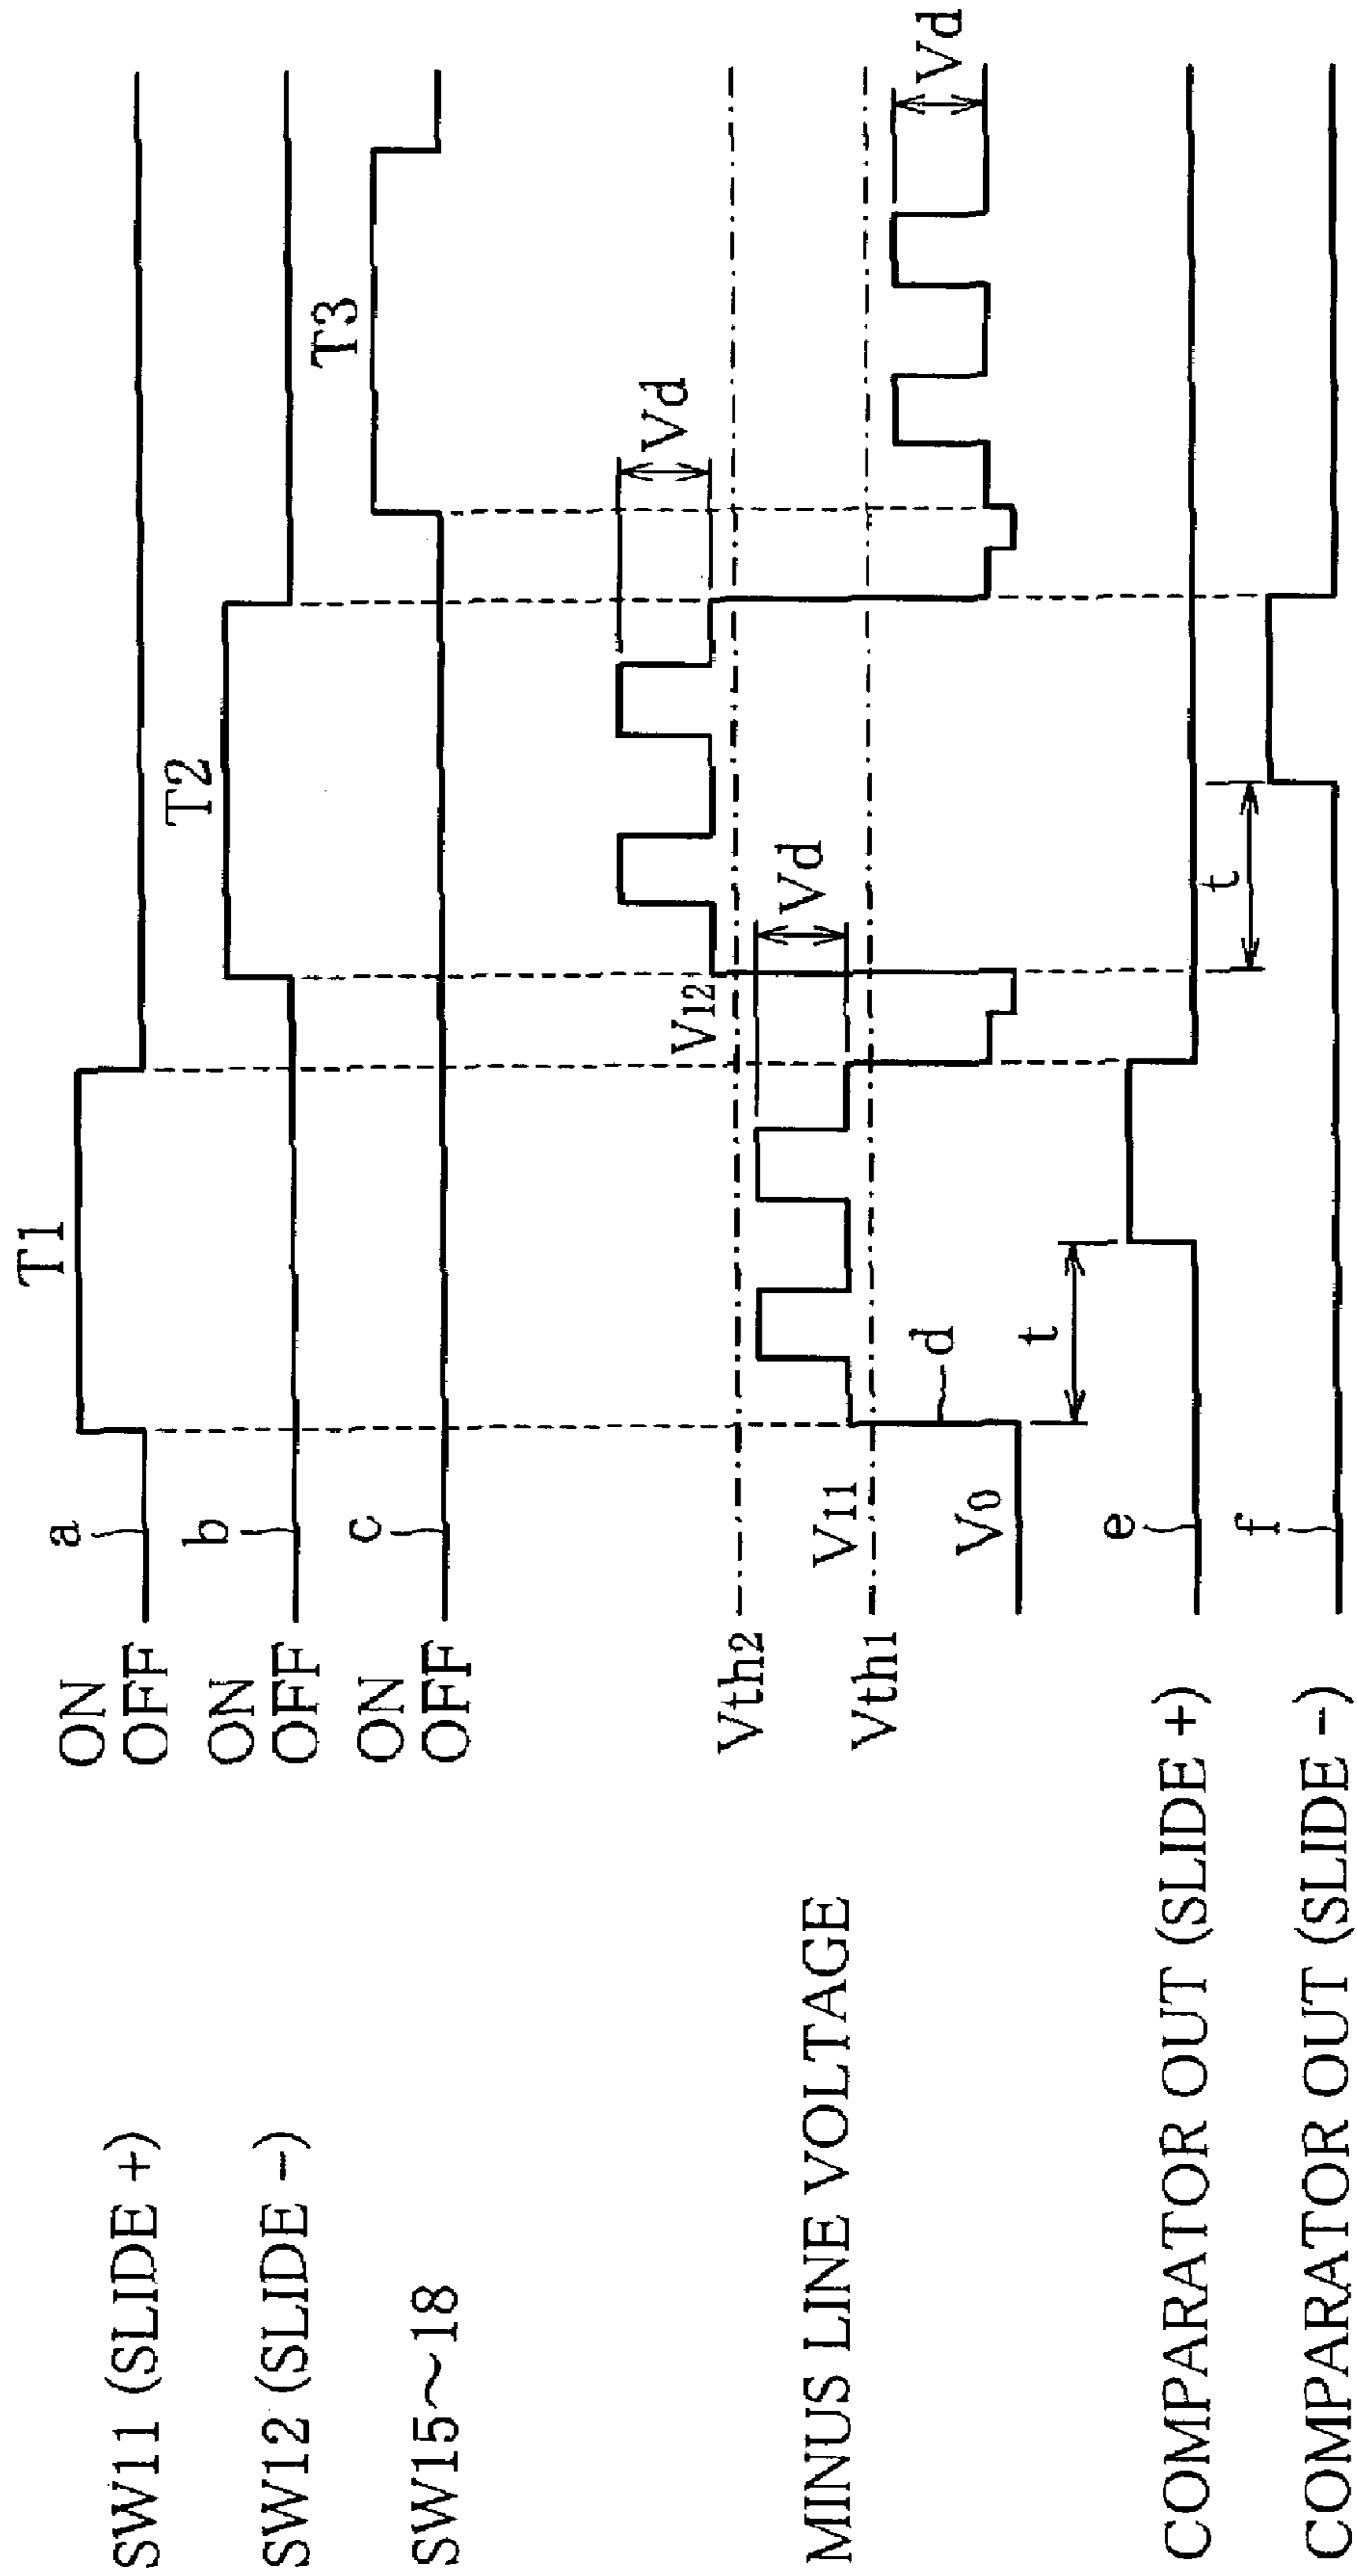 SW11 (SLIDE +)
ON
OFF
a
T1
SW12 (SLIDE -)
ON
OFF
b
T2
SW15~18
ON
OFF
c
T3
MINUS LINE VOLTAGE
Vth2
Vth1
V11
V0
d
Vd
V12
Vd
Vd
t
COMPARATOR OUT (SLIDE +)
e
t
COMPARATOR OUT (SLIDE -)
f